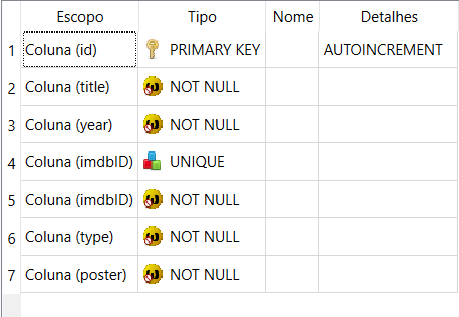 Escopo Tipo Nome Detalhes
1 Coluna (id) PRIMARY KEY AUTOINCREMENT
2 Coluna (title) NOT NULL
3 Coluna (year) NOT NULL
4 Coluna (imdbID) UNIQUE
5 Coluna (imdbID) NOT NULL
6 Coluna (type) NOT NULL
7 Coluna (poster) NOT NULL